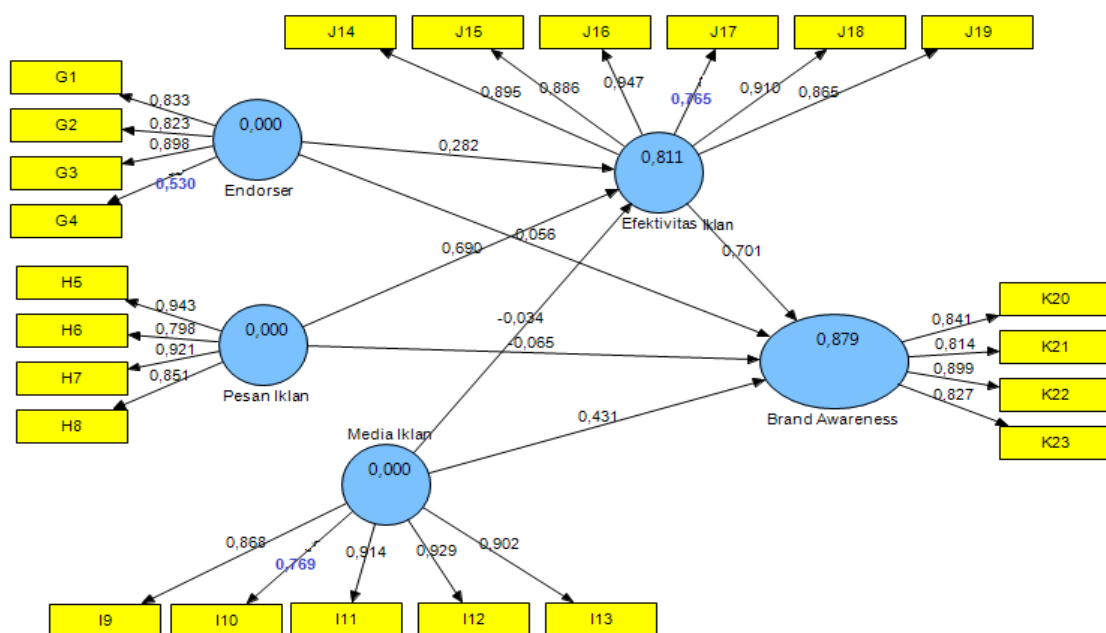 J14
J15
J16
J17
J18
J19
G1
G2
G3
G4
0,833
0,823
0,898
0,530
0,000
Endorser
0,895
0,886
0,947
0,765
0,910
0,865
0,811
Efektivitas Iklan
0,282
0,056
0,690
0,701
-0,034
-0,065
0,431
H5
H6
H7
H8
0,943
0,798
0,921
0,851
0,000
Pesan Iklan
0,879
Brand Awareness
0,841
0,814
0,899
0,827
K20
K21
K22
K23
Media Iklan
0,000
0,868
0,769
0,914
0,929
0,902
I9
I10
I11
I12
I13